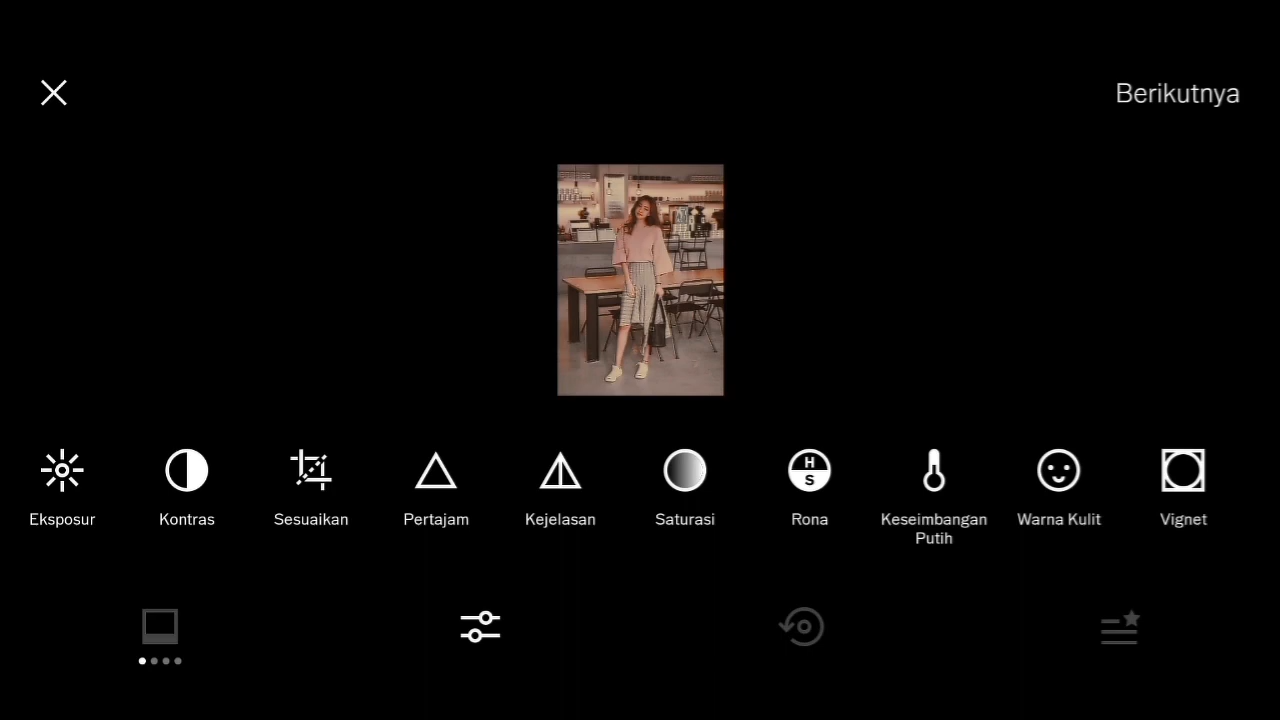 Berikutnya
H
S
Eksposur
Kontras
Sesuaikan
Pertajam
Kejelasan
Saturasi
Rona
Keseimbangan
Putih
Warna Kulit
Vignet